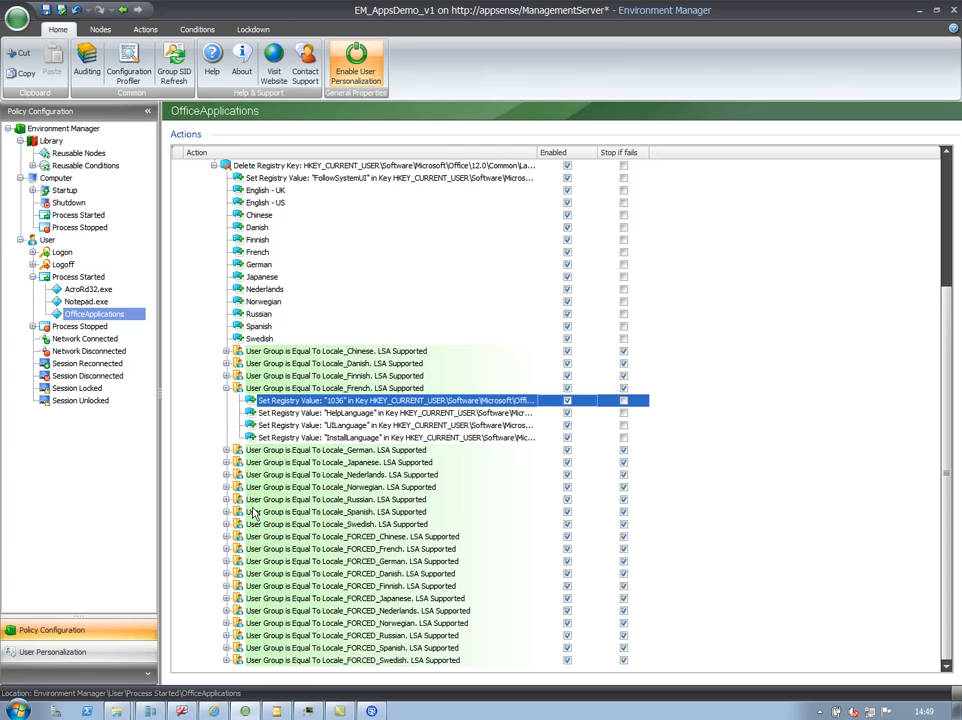 EM_AppsDemo_v1 on http://appsense/ManagementServer* - Environment Manager
Home
Nodes
Actions
Conditions
Lockdown
Cut
Copy
Paste
Auditing
Configuration Profiler
Group SID Refresh
Help
About
Visit Website
Contact Support
Enable User Personalization
Clipboard
Common
Help & Support
General Properties
Policy Configuration
Environment Manager
Library
Reusable Nodes
Reusable Conditions
Computer
Startup
Shutdown
Process Started
Process Stopped
User
Logon
Logoff
Process Started
AcroRd32.exe
Notepad.exe
OfficeApplications
Process Stopped
Network Connected
Network Disconnected
Session Reconnected
Session Disconnected
Session Locked
Session Unlocked
Policy Configuration
User Personalization
OfficeApplications
Actions
Action
Enabled
Stop if fails
Delete Registry Key: HKEY_CURRENT_USER\Software\Microsoft\Office\12.0\Common\La...
Set Registry Value: "FollowSystemUI" in Key HKEY_CURRENT_USER\Software\Micros...
English - UK
English - US
Chinese
Danish
Finnish
French
German
Japanese
Nederlands
Norwegian
Russian
Spanish
Swedish
User Group is Equal To Locale_Chinese. LSA Supported
User Group is Equal To Locale_Danish. LSA Supported
User Group is Equal To Locale_Finnish. LSA Supported
User Group is Equal To Locale_French. LSA Supported
Set Registry Value: "1036" in Key HKEY_CURRENT_USER\Software\Microsoft\Offi...
Set Registry Value: "HelpLanguage" in Key HKEY_CURRENT_USER\Software\Micr...
Set Registry Value: "UILanguage" in Key HKEY_CURRENT_USER\Software\Micros...
Set Registry Value: "InstallLanguage" in Key HKEY_CURRENT_USER\Software\Mic...
User Group is Equal To Locale_German. LSA Supported
User Group is Equal To Locale_Japanese. LSA Supported
User Group is Equal To Locale_Nederlands. LSA Supported
User Group is Equal To Locale_Norwegian. LSA Supported
User Group is Equal To Locale_Russian. LSA Supported
User Group is Equal To Locale_Spanish. LSA Supported
User Group is Equal To Locale_Swedish. LSA Supported
User Group is Equal To Locale_FORCED_Chinese. LSA Supported
User Group is Equal To Locale_FORCED_French. LSA Supported
User Group is Equal To Locale_FORCED_German. LSA Supported
User Group is Equal To Locale_FORCED_Danish. LSA Supported
User Group is Equal To Locale_FORCED_Finnish. LSA Supported
User Group is Equal To Locale_FORCED_Japanese. LSA Supported
User Group is Equal To Locale_FORCED_Nederlands. LSA Supported
User Group is Equal To Locale_FORCED_Norwegian. LSA Supported
User Group is Equal To Locale_FORCED_Russian. LSA Supported
User Group is Equal To Locale_FORCED_Spanish. LSA Supported
User Group is Equal To Locale_FORCED_Swedish. LSA Supported
Location: Environment Manager\User\Process Started\OfficeApplications
14:49